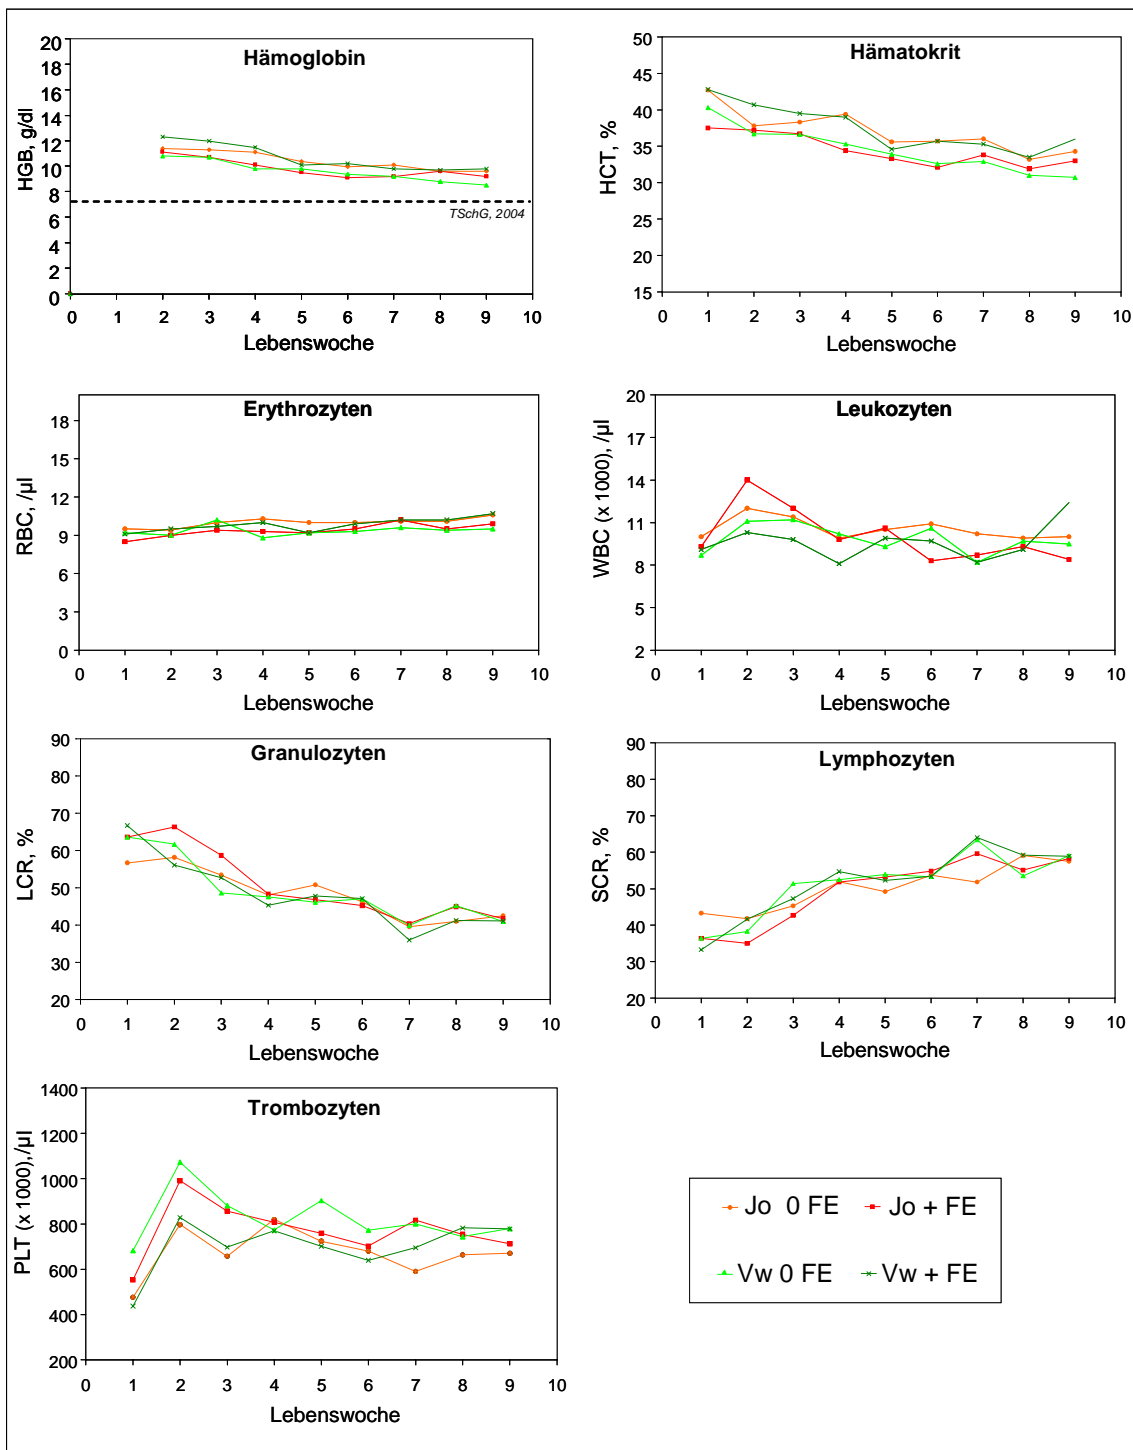 Hämoglobin
HGB, g/dl
20
18
16
14
12
10
8
6
4
2
0
TSchG, 2004
0 1 2 3 4 5 6 7 8 9 10
Lebenswoche
Hämatokrit
HCT, %
50
45
40
35
30
25
20
15
0 1 2 3 4 5 6 7 8 9 10
Lebenswoche
Erythrozyten
RBC, /µl
18
15
12
9
6
3
0
0 1 2 3 4 5 6 7 8 9 10
Lebenswoche
Leukozyten
WBC (x 1000), /µl
20
17
14
11
8
5
2
0 1 2 3 4 5 6 7 8 9 10
Lebenswoche
Granulozyten
LCR, %
90
80
70
60
50
40
30
20
0 1 2 3 4 5 6 7 8 9 10
Lebenswoche
Lymphozyten
SCR, %
90
80
70
60
50
40
30
20
0 1 2 3 4 5 6 7 8 9 10
Lebenswoche
Trombozyten
PLT (x 1000),/µl
1400
1200
1000
800
600
400
200
0 1 2 3 4 5 6 7 8 9 10
Lebenswoche
Jo 0 FE Jo + FE
Vw 0 FE Vw + FE